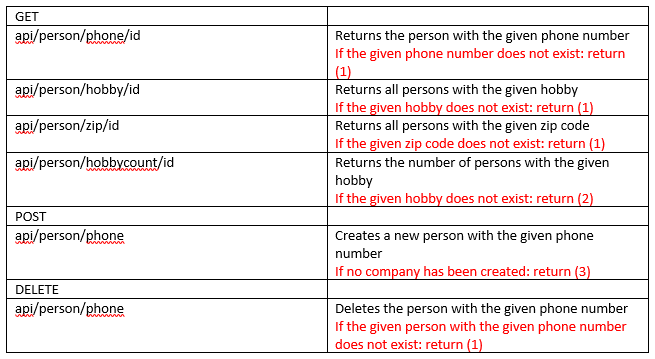 GET
api/person/phone/id
Returns the person with the given phone number
If the given phone number does not exist: return
(1)
api/person/hobby/id
Returns all persons with the given hobby
If the given hobby does not exist: return (1)
api/person/zip/id
Returns all persons with the given zip code
If the given zip code does not exist: return (1)
api/person/hobbycount/id
Returns the number of persons with the given
hobby
If the given hobby does not exist: return (2)
POST
api/person/phone
Creates a new person with the given phone
number
If no company has been created: return (3)
DELETE
api/person/phone
Deletes the person with the given phone number
If the given person with the given phone number
does not exist: return (1)